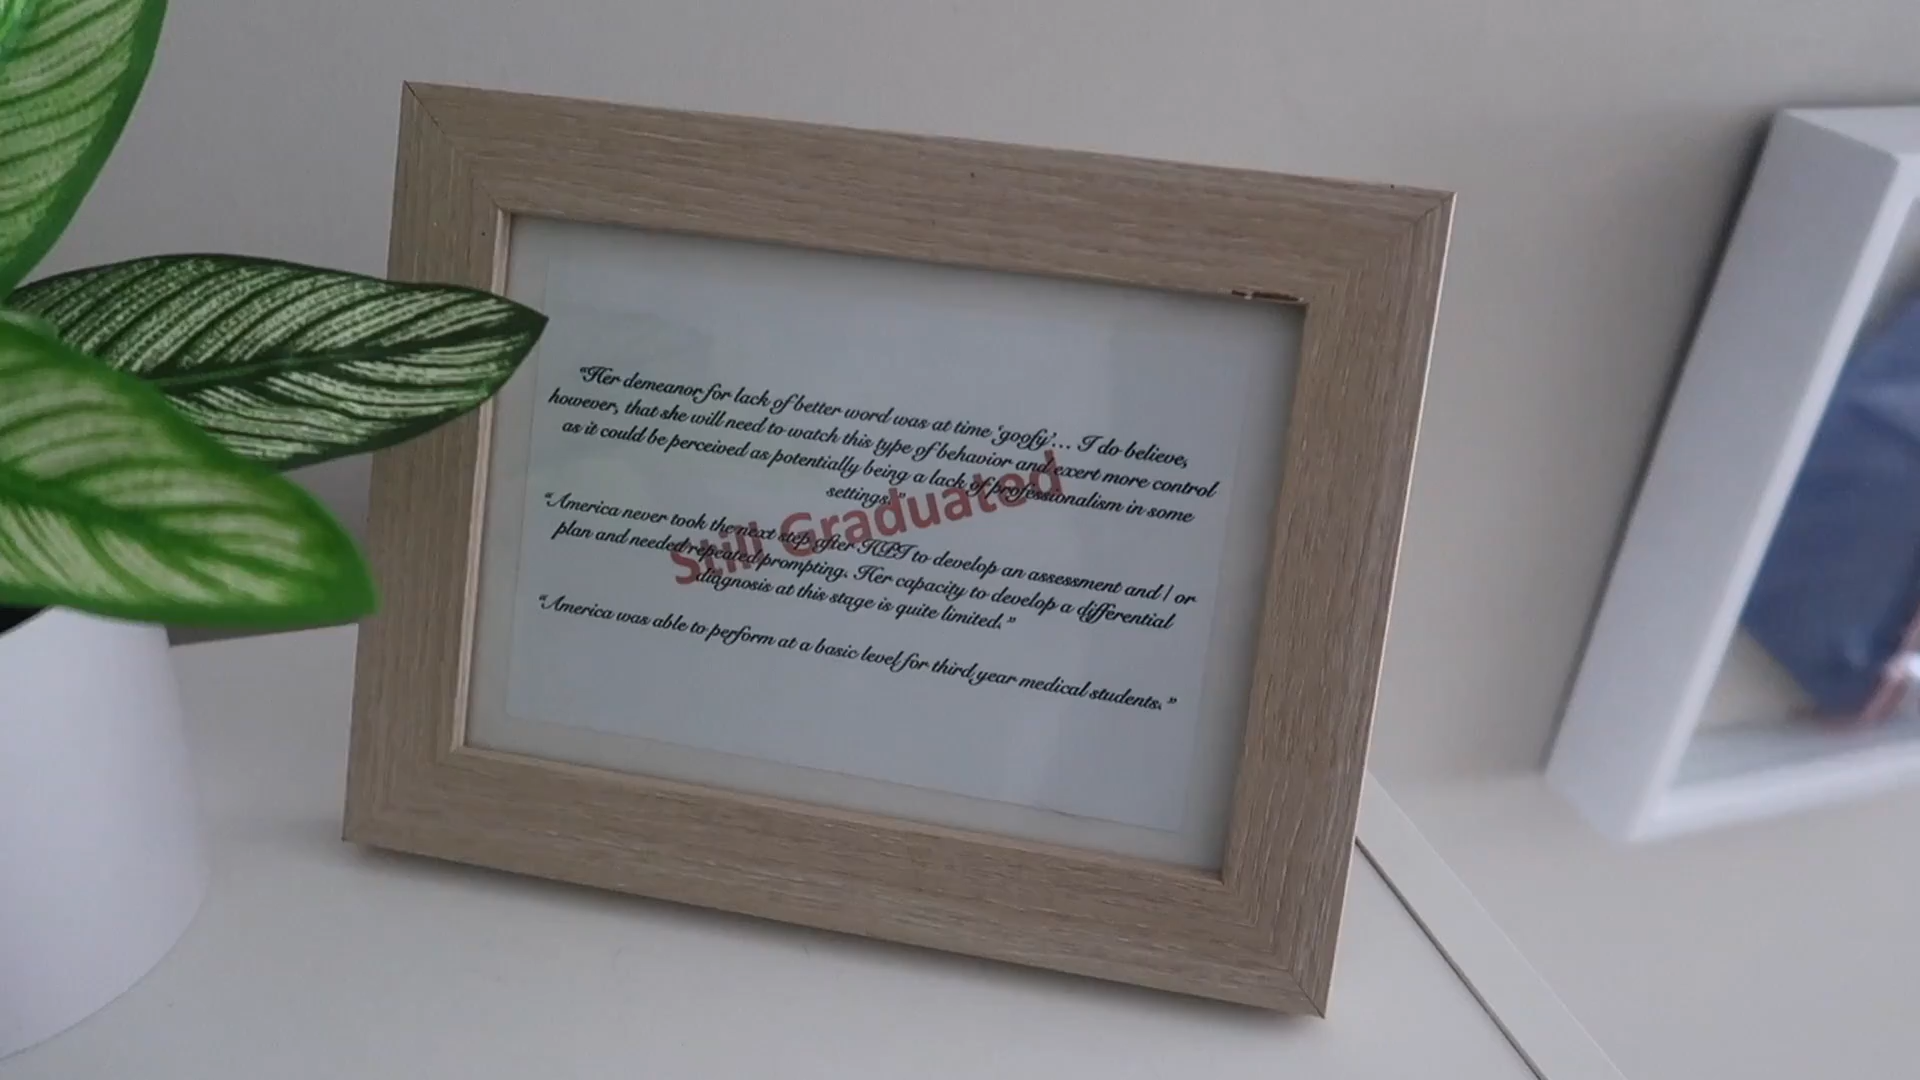 “Her demeanor for lack of better word was at time ‘goofy’... I do believe,
however, that she will need to watch this type of behavior and exert more control
as it could be perceived as potentially being a lack of professionalism in some
settings.”
“America never took the next step after HPI to develop an assessment and/or
plan and needed repeated prompting. Her capacity to develop a differential
diagnosis at this stage is quite limited.”
“America was able to perform at a basic level for third year medical students.”
Still Graduated